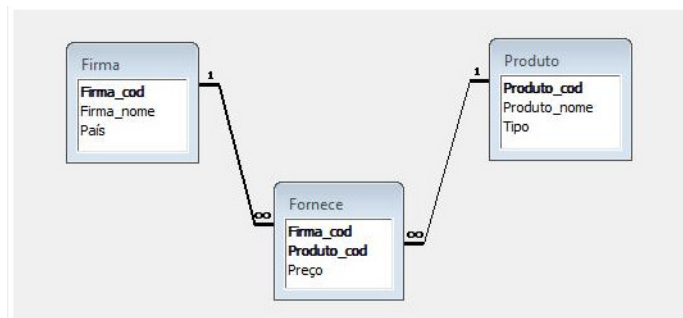 Firma
Firma_cod
Firma_nome
País
1
Produto
Produto_cod
Produto_nome
Tipo
1
Fornece
Firma_cod
Produto_cod
Preço
∞
∞